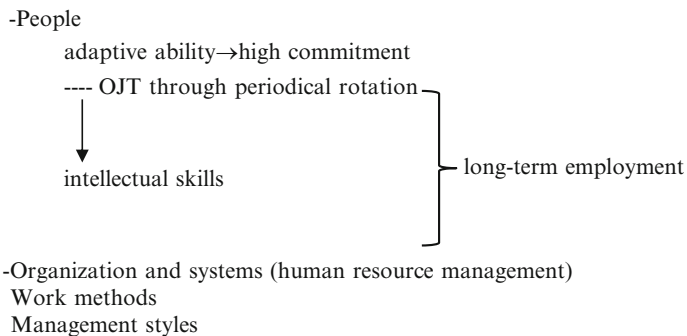 -People
adaptive ability→high commitment
---- OJT through periodical rotation
long-term employment
intellectual skills
-Organization and systems (human resource management)
Work methods
Management styles